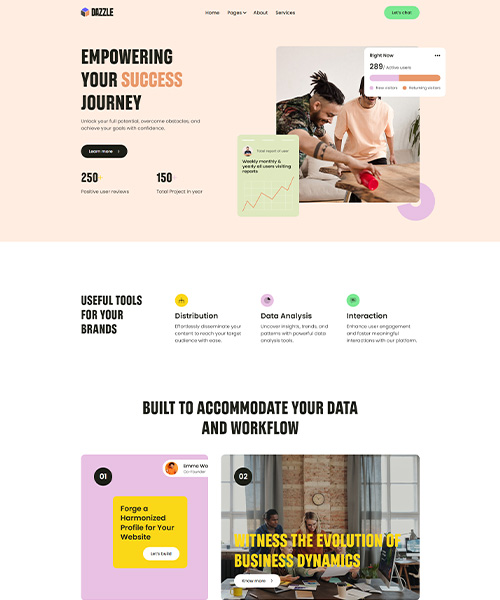 DAZZLE
Home Pages About Services
Let's chat
EMPOWERING
YOUR SUCCESS
JOURNEY
Unlock your full potential, overcome obstacles, and
achieve your goals with confidence.
Learn more
250+
Positive user reviews
150+
Total Project in year
Right Now
289/ Active users
New visitors Returning visitors
Total report of user
Weekly monthly &
yearly all users visiting
reports
USEFUL TOOLS
FOR YOUR
BRANDS
Distribution
Effortlessly disseminate your
content to reach your target
audience with ease.
Data Analysis
Uncover insights, trends, and
patterns with powerful data
analysis tools.
Interaction
Enhance user engagement
and foster meaningful
interactions with our platform.
BUILT TO ACCOMMODATE YOUR DATA
AND WORKFLOW
01
Emma Wa
Co-Founder
Forge a
Harmonized
Profile for Your
Website
Let's build
02
WITNESS THE EVOLUTION OF
BUSINESS DYNAMICS
Know more